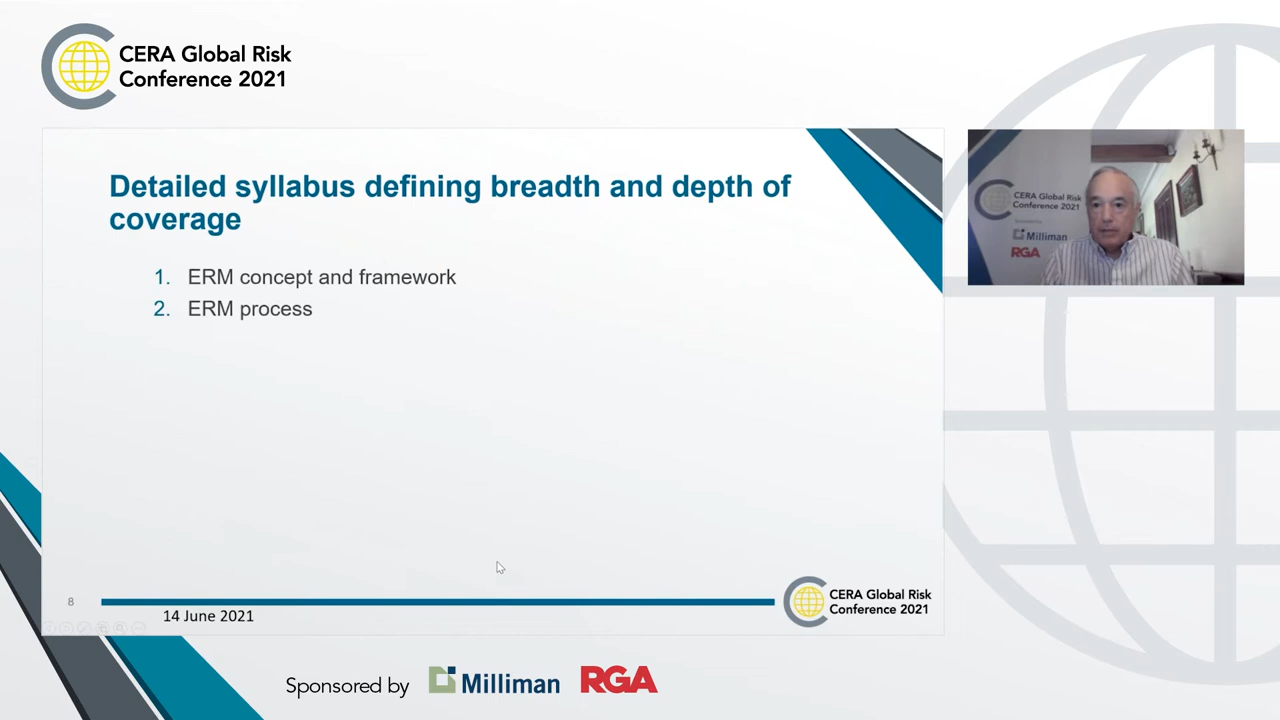 CERA Global Risk
Conference 2021
Detailed syllabus defining breadth and depth of
coverage
1. ERM concept and framework
2. ERM process
8
14 June 2021
CERA Global Risk
Conference 2021
CERA Global Risk
Conference 2021
Milliman
RGA
Sponsored by Milliman RGA